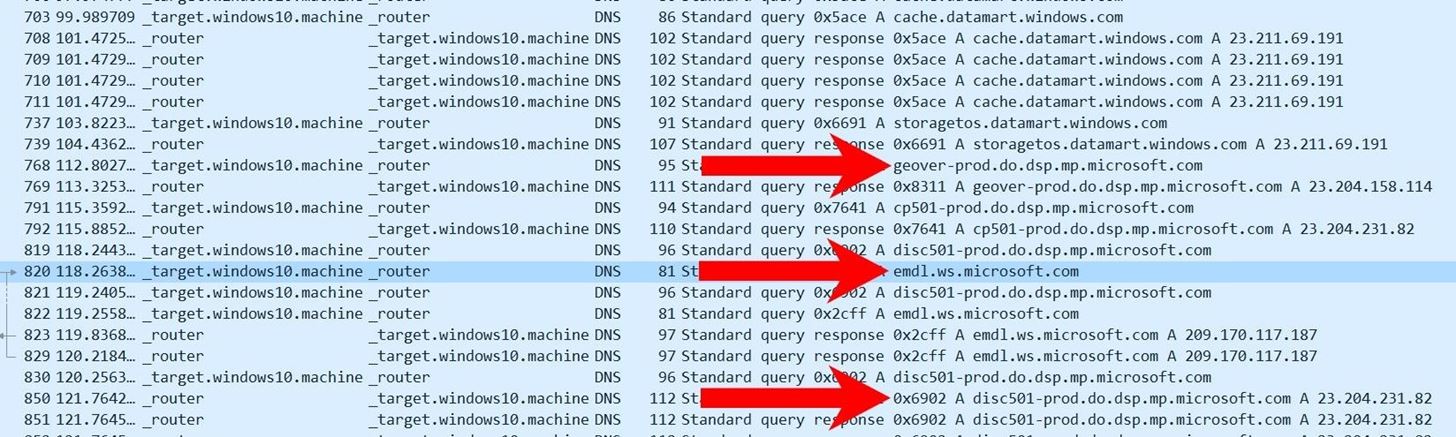 703 99.989709 _target.windows10.machine _router DNS 86 Standard query 0x5ace A cache.datamart.windows.com
708 101.4725… _router _target.windows10.machine DNS 102 Standard query response 0x5ace A cache.datamart.windows.com A 23.211.69.191
709 101.4729… _router _target.windows10.machine DNS 102 Standard query response 0x5ace A cache.datamart.windows.com A 23.211.69.191
710 101.4729… _router _target.windows10.machine DNS 102 Standard query response 0x5ace A cache.datamart.windows.com A 23.211.69.191
711 101.4729… _router _target.windows10.machine DNS 102 Standard query response 0x5ace A cache.datamart.windows.com A 23.211.69.191
737 103.8223… _target.windows10.machine _router DNS 91 Standard query 0x6691 A storagetos.datamart.windows.com
739 104.4362… _router _target.windows10.machine DNS 107 Standard query response 0x6691 A storagetos.datamart.windows.com A 23.211.69.191
768 112.8027… _target.windows10.machine _router DNS 95 geover-prod.do.dsp.mp.microsoft.com
769 113.3253… _router _target.windows10.machine DNS 111 Standard query response 0x8311 A geover-prod.do.dsp.mp.microsoft.com A 23.204.158.114
791 115.3592… _target.windows10.machine _router DNS 94 Standard query 0x7641 A cp501-prod.do.dsp.mp.microsoft.com
792 115.8852… _router _target.windows10.machine DNS 110 Standard query response 0x7641 A cp501-prod.do.dsp.mp.microsoft.com A 23.204.231.82
819 118.2443… _target.windows10.machine _router DNS 96 Standard query 0x6902 A disc501-prod.do.dsp.mp.microsoft.com
820 118.2638… _target.windows10.machine _router DNS 81 emdl.ws.microsoft.com
821 119.2405… _target.windows10.machine _router DNS 96 Standard query 0x6902 A disc501-prod.do.dsp.mp.microsoft.com
822 119.2558… _target.windows10.machine _router DNS 81 Standard query 0x2cff A emdl.ws.microsoft.com
823 119.8368… _router _target.windows10.machine DNS 97 Standard query response 0x2cff A emdl.ws.microsoft.com A 209.170.117.187
829 120.2184… _router _target.windows10.machine DNS 97 Standard query response 0x2cff A emdl.ws.microsoft.com A 209.170.117.187
830 120.2563… _target.windows10.machine _router DNS 96 Standard query 0x6902 A disc501-prod.do.dsp.mp.microsoft.com
850 121.7642… _router _target.windows10.machine DNS 112 0x6902 A disc501-prod.do.dsp.mp.microsoft.com A 23.204.231.82
851 121.7645… _router _target.windows10.machine DNS 112 Standard query response 0x6902 A disc501-prod.do.dsp.mp.microsoft.com A 23.204.231.82